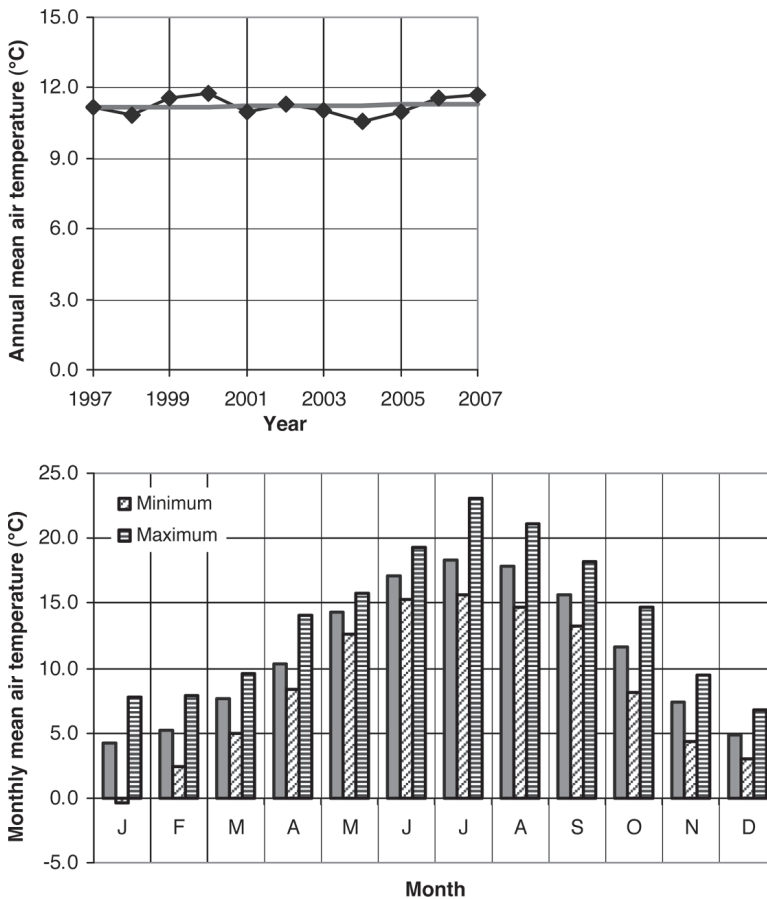 Annual mean air temperature (°C)
15.0
12.0
9.0
6.0
3.0
0.0
1997 1999 2001 2003 2005 2007
Year
Monthly mean air temperature (°C)
25.0
20.0
15.0
10.0
5.0
0.0
-5.0
Minimum
Maximum
J F M A M J J A S O N D
Month